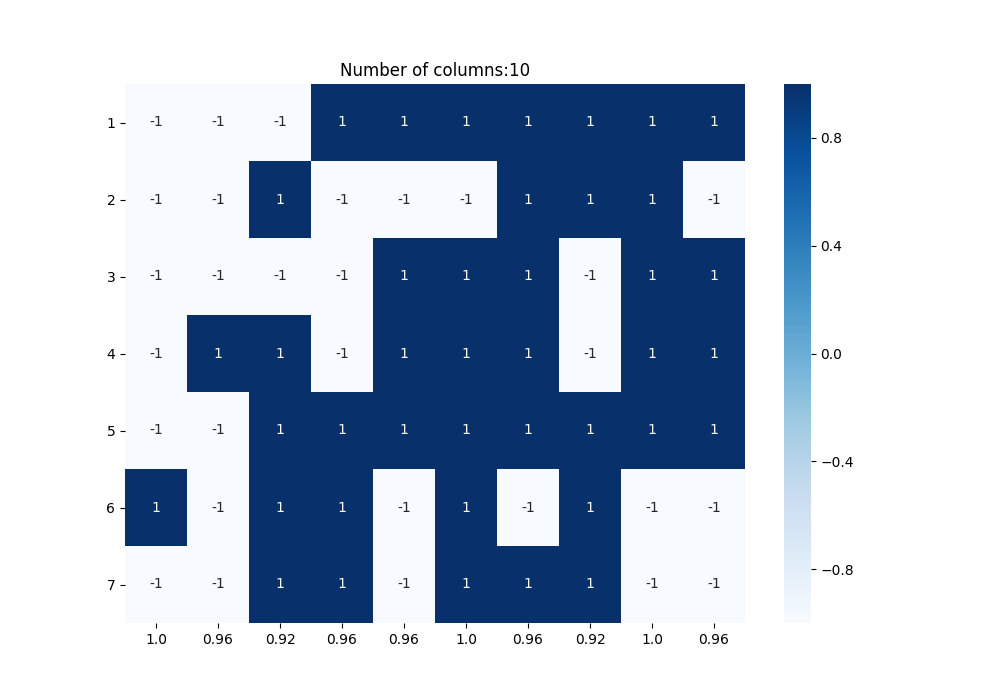 Number of columns:10
1 -1 -1 -1 1 1 1 1 1 1 1
2 -1 -1 1 -1 -1 -1 1 1 1 -1
3 -1 -1 -1 -1 1 1 1 -1 1 1
4 -1 1 1 -1 1 1 1 -1 1 1
5 -1 -1 1 1 1 1 1 1 1 1
6 1 -1 1 1 -1 1 -1 1 -1 -1
7 -1 -1 1 1 -1 1 1 1 -1 -1
1.0 0.96 0.92 0.96 0.96 1.0 0.96 0.92 1.0 0.96
0.8
0.4
0.0
−0.4
−0.8